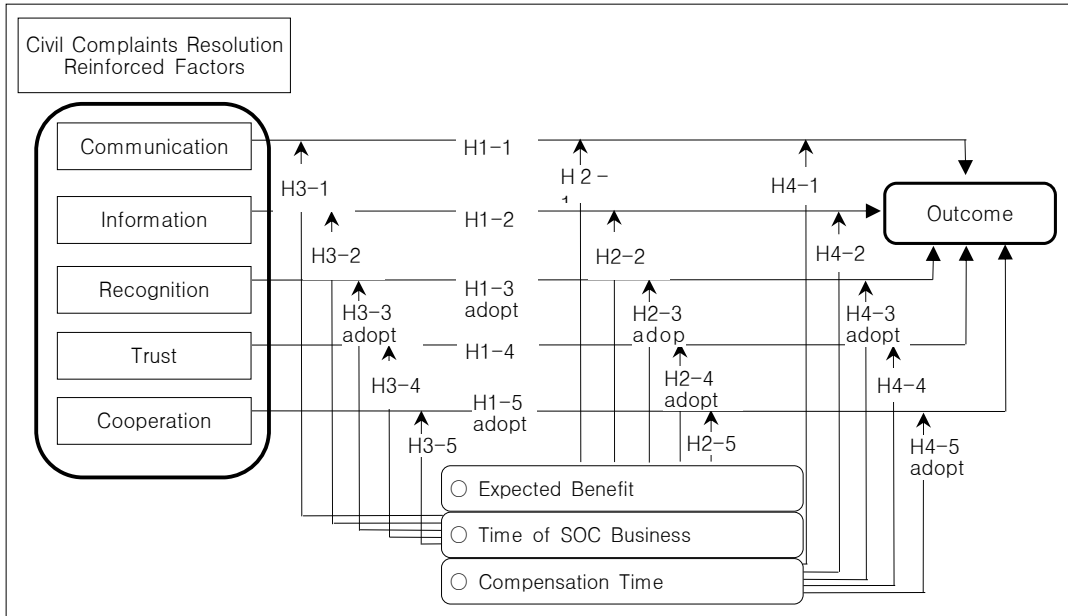 Civil Complaints Resolution
Reinforced Factors
Communication
H1-1
H3-1
H2-
1
H4-1
Information
H1-2
H3-2
H2-2
H4-2
Outcome
Recognition
H1-3
adopt
H3-3
adopt
H2-3
adop
H4-3
adopt
Trust
H1-4
H3-4
H2-4
adopt
H4-4
Cooperation
H1-5
adopt
H3-5
H2-5
H4-5
adopt
○ Expected Benefit
○ Time of SOC Business
○ Compensation Time